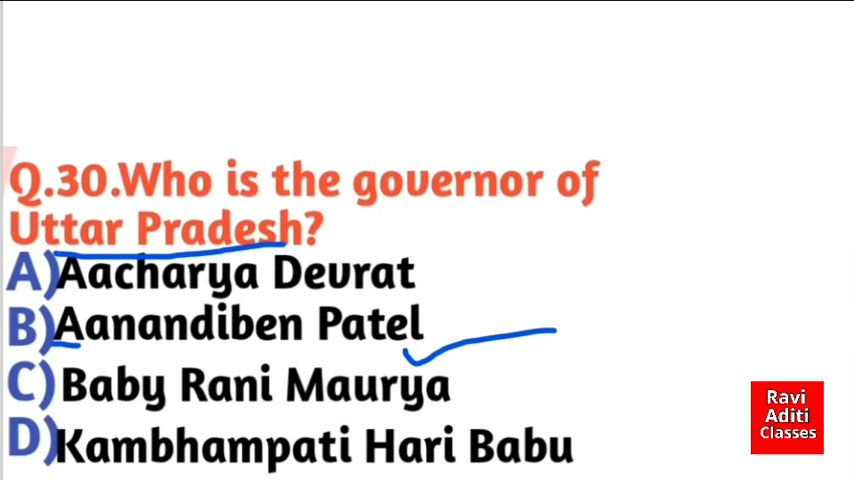 Q.30.Who is the governor of
Uttar Pradesh?
A)Aacharya Devrat
B)Aanandiben Patel
C)Baby Rani Maurya
D)Kambhampati Hari Babu
Ravi
Aditi
Classes